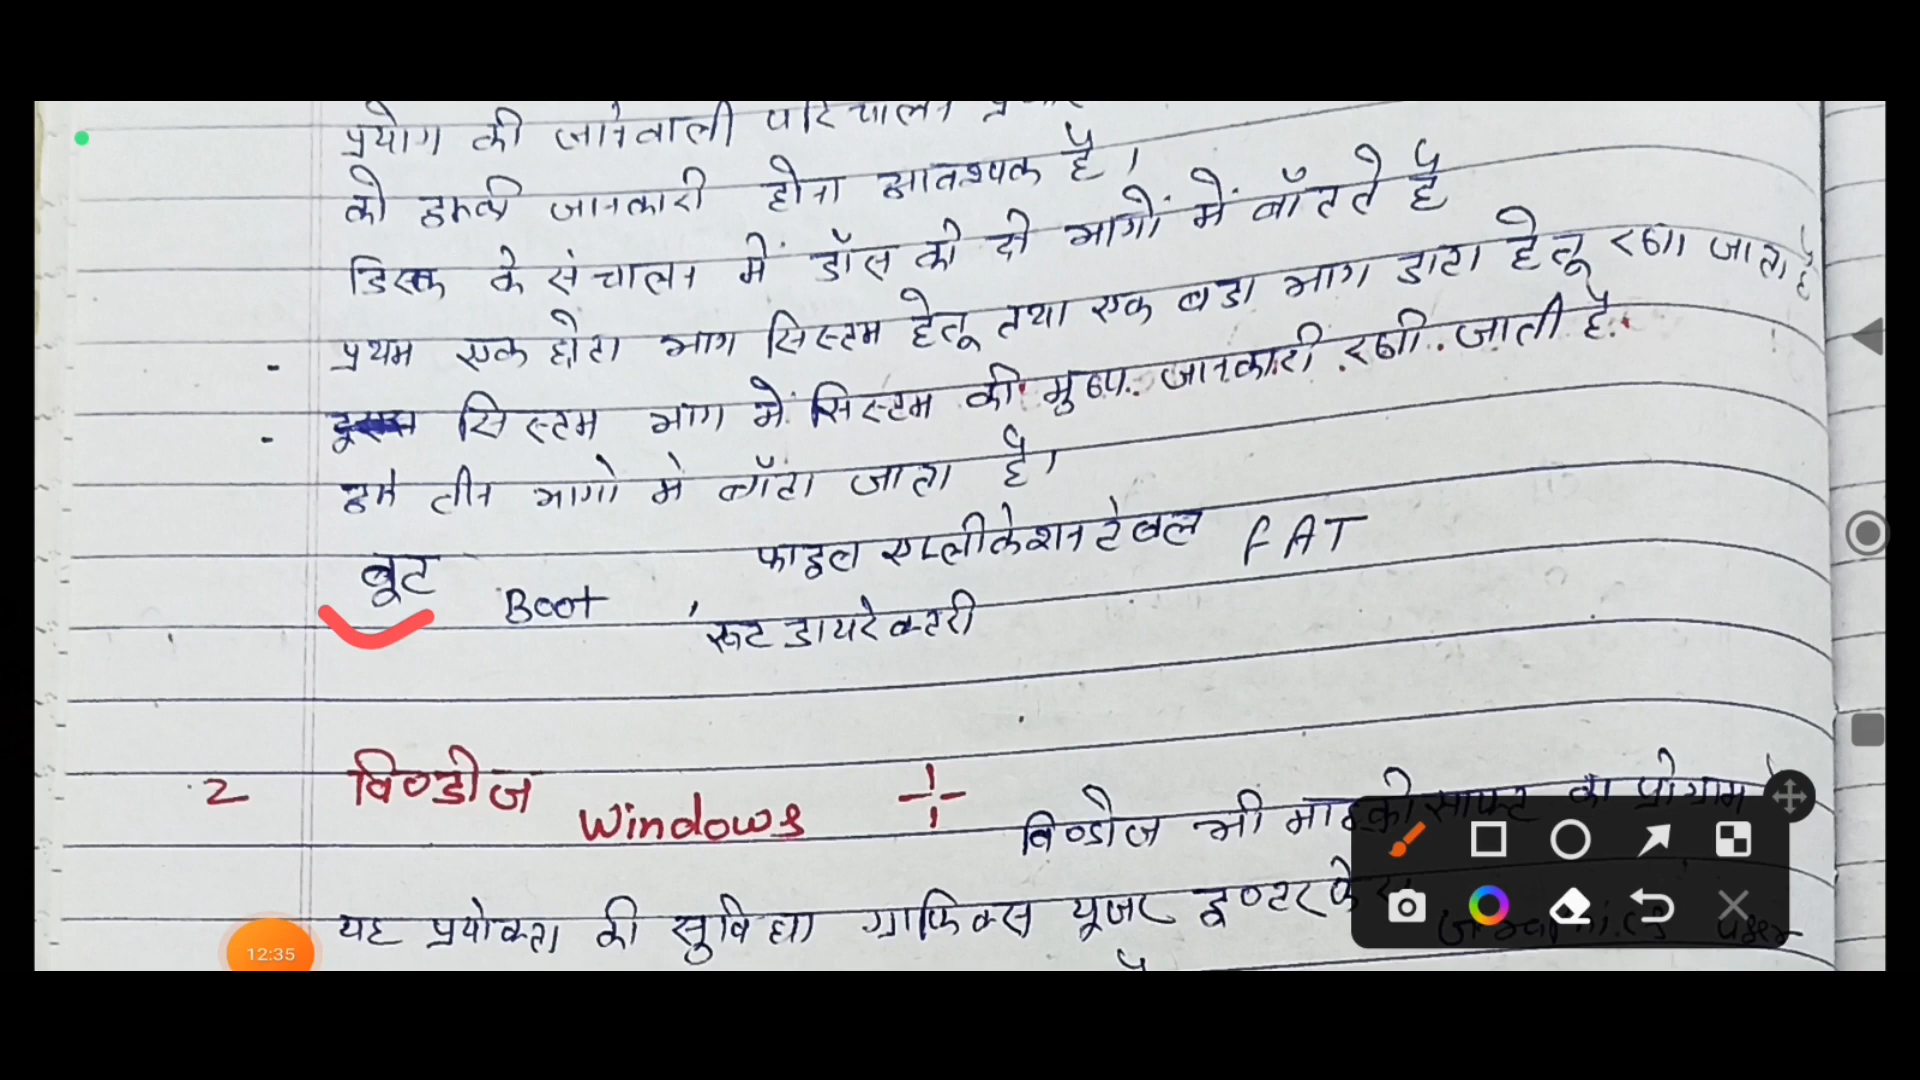 प्रयोग की जानेवाली परिचालन
को इसकी जानकारी होना आवश्यक है।
डिस्क के संचालन में डॉस को दो भागों में बाँटते है
- प्रथम एक छोटा भाग सिस्टम हेतू तथा एक बडा भाग डाटा हेतू रखा जाता है
- सिस्टम भाग में सिस्टम की मुख्य जानकारी रखी जाती है.
इसे तीन भागो मे बाँटा जाता है।
बूट Boot , फाइल एप्लीकेशन टेबल FAT
रूट डायरेक्टरी
2 विण्डोज Windows ÷ विण्डोज भी माइक्रोसाफ्ट का प्रोग्राम
यह प्रयोक्ता की सुविधा ग्राफिक्स यूजर इण्टरफेस
12:35